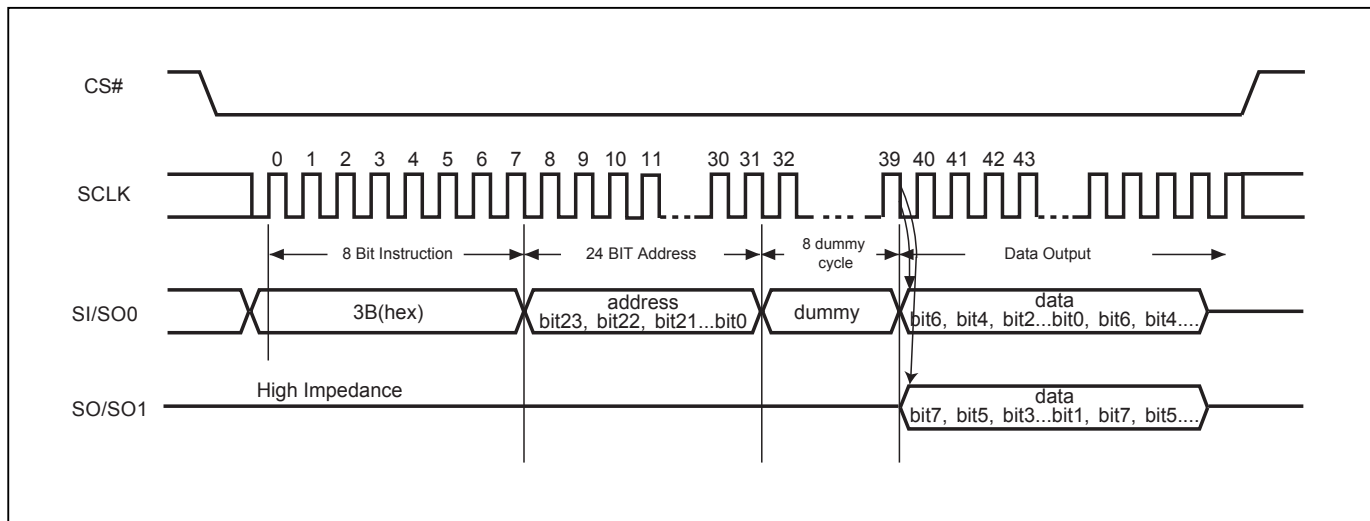 CS#
0 1 2 3 4 5 6 7 8 9 10 11 30 31 32 39 40 41 42 43
SCLK
8 Bit Instruction 24 BIT Address 8 dummy cycle Data Output
SI/SO0 3B(hex) address bit23, bit22, bit21...bit0 dummy data bit6, bit4, bit2...bit0, bit6, bit4....
High Impedance
SO/SO1 data bit7, bit5, bit3...bit1, bit7, bit5....